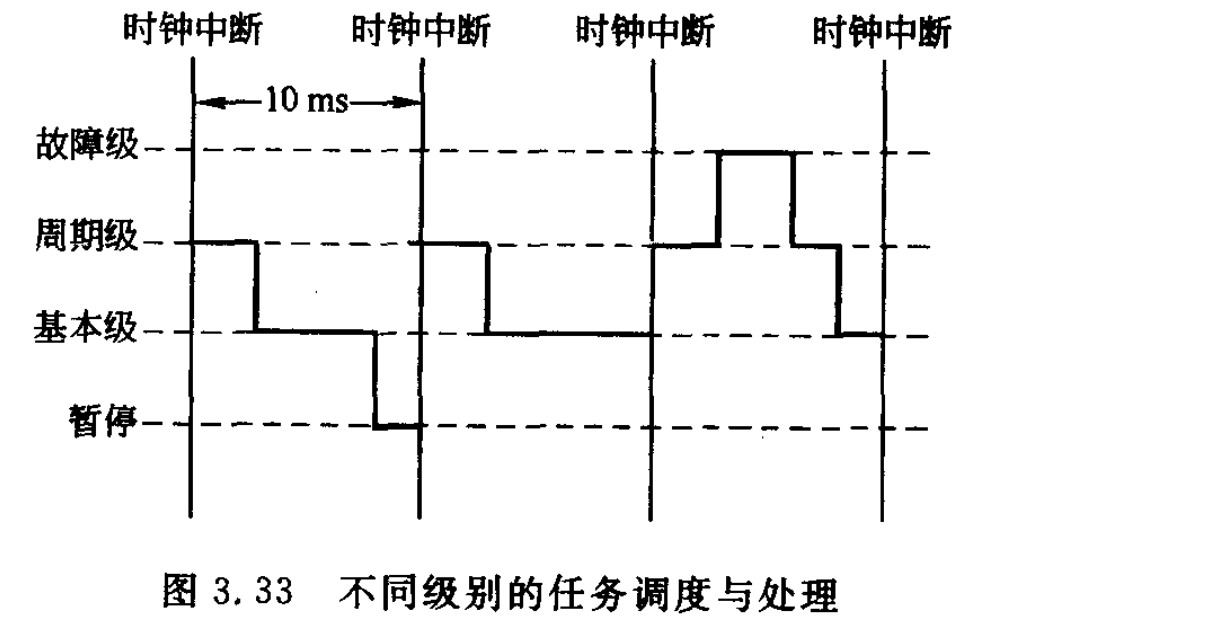 时钟中断 时钟中断 时钟中断 时钟中断
10 ms
故障级
周期级
基本级
暂停
图 3.33 不同级别的任务调度与处理